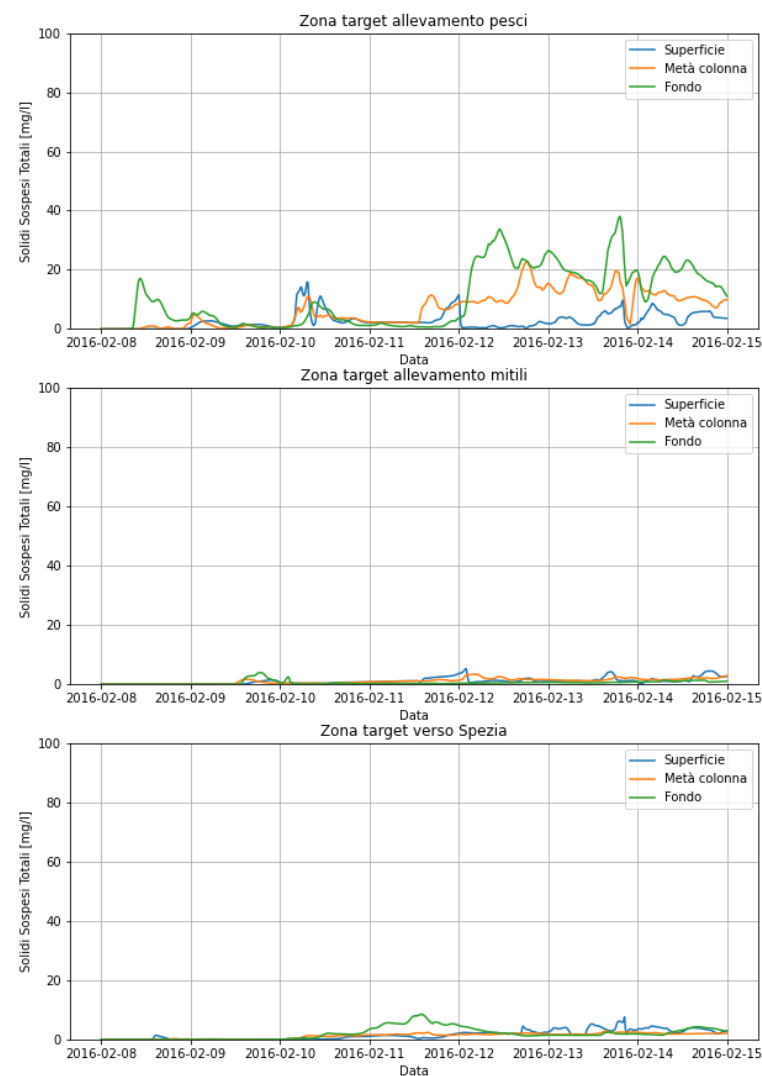 Zona target allevamento pesci
100
80
60
40
20
0
Solidi Sospesi Totali [mg/l]
Superficie
Metà colonna
Fondo
2016-02-08 2016-02-09 2016-02-10 2016-02-11 2016-02-12 2016-02-13 2016-02-14 2016-02-15
Data
Zona target allevamento mitili
100
80
60
40
20
0
Solidi Sospesi Totali [mg/l]
Superficie
Metà colonna
Fondo
2016-02-08 2016-02-09 2016-02-10 2016-02-11 2016-02-12 2016-02-13 2016-02-14 2016-02-15
Data
Zona target verso Spezia
100
80
60
40
20
0
Solidi Sospesi Totali [mg/l]
Superficie
Metà colonna
Fondo
2016-02-08 2016-02-09 2016-02-10 2016-02-11 2016-02-12 2016-02-13 2016-02-14 2016-02-15
Data